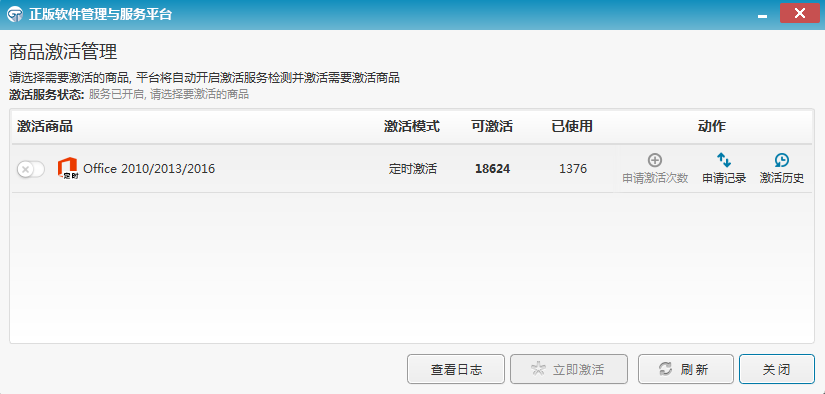 正版软件管理与服务平台
商品激活管理
请选择需要激活的商品, 平台将自动开启激活服务检测并激活需要激活商品
激活服务状态: 服务已开启, 请选择要激活的商品
激活商品 激活模式 可激活 已使用 动作
定时 Office 2010/2013/2016 定时激活 18624 1376 申请激活次数 申请记录 激活历史
查看日志 立即激活 刷新 关闭